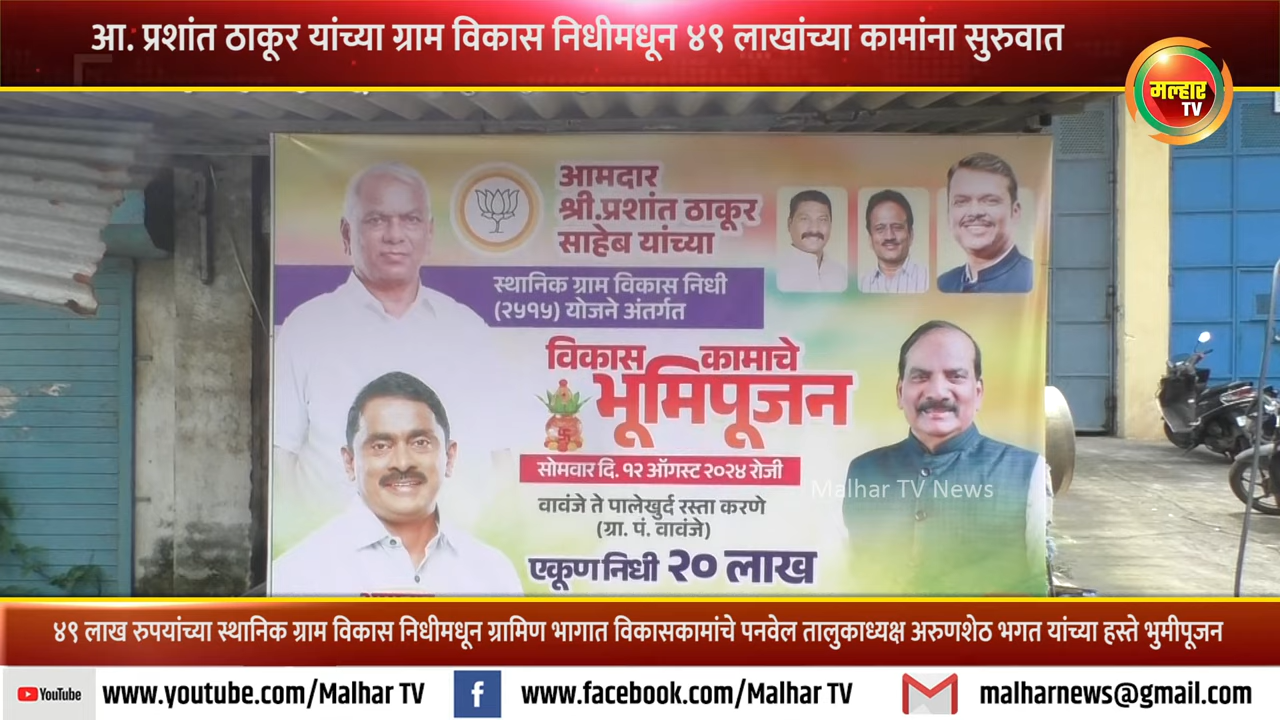 आ. प्रशांत ठाकूर यांच्या ग्राम विकास निधीमधून ४९ लाखांच्या कामांना सुरुवात
मल्हार
TV
आमदार
श्री.प्रशांत ठाकूर
साहेब यांच्या
स्थानिक ग्राम विकास निधी
(२५१५) योजने अंतर्गत
विकास कामाचे
भूमिपूजन
सोमवार दि. १२ ऑगस्ट २०२४ रोजी
Malhar TV News
वावंजे ते पालेखुर्द रस्ता करणे
(ग्रा. पं. वावंजे)
एकूण निधी २० लाख
४९ लाख रुपयांच्या स्थानिक ग्राम विकास निधीमधून ग्रामिण भागात विकासकामांचे पनवेल तालुकाध्यक्ष अरुणशेठ भगत यांच्या हस्ते भुमीपूजन
YouTube www.youtube.com/Malhar TV f www.facebook.com/Malhar TV malharnews@gmail.com